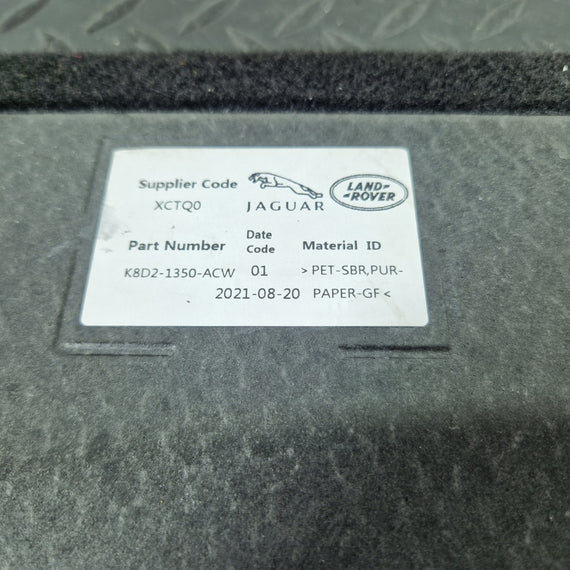 Supplier Code
XCTQ0
JAGUAR
LAND-
-ROVER
Part Number
Date
Code
Material ID
K8D2-1350-ACW 01 >PET-SBR,PUR-
2021-08-20 PAPER-GF<